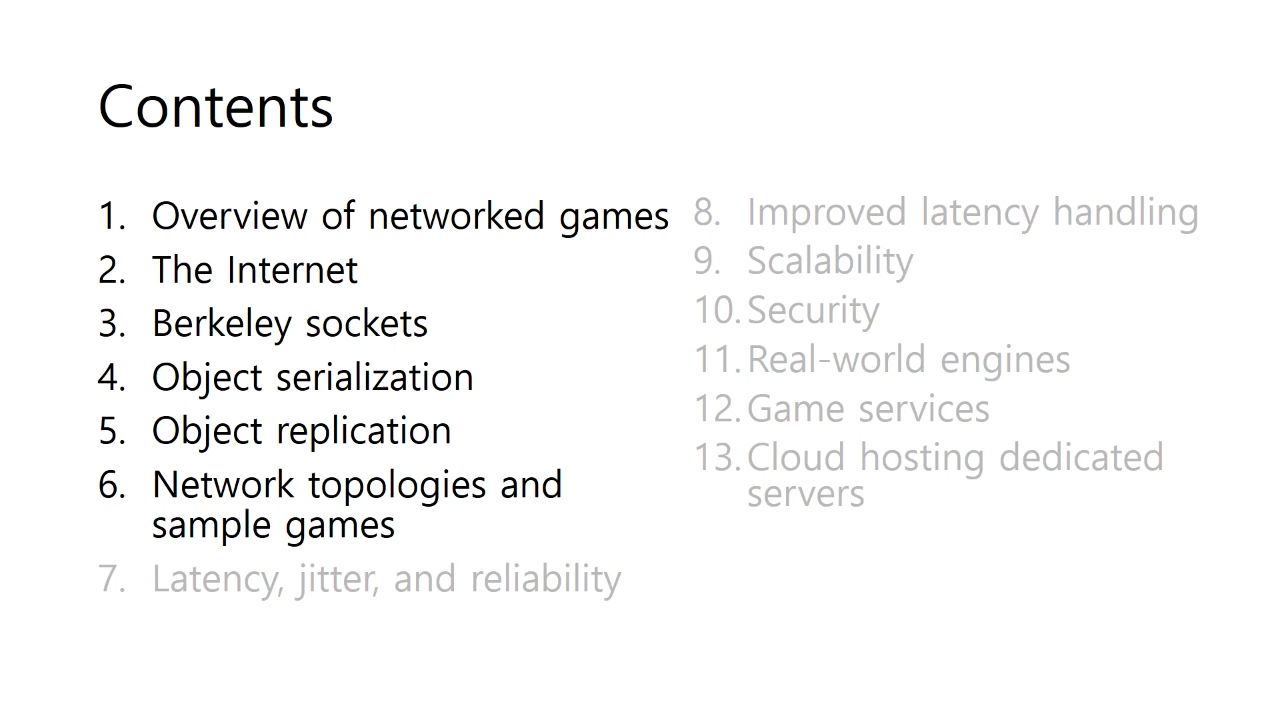 Contents
1. Overview of networked games
2. The Internet
3. Berkeley sockets
4. Object serialization
5. Object replication
6. Network topologies and
sample games
7. Latency, jitter, and reliability
8. Improved latency handling
9. Scalability
10. Security
11. Real-world engines
12. Game services
13. Cloud hosting dedicated
servers